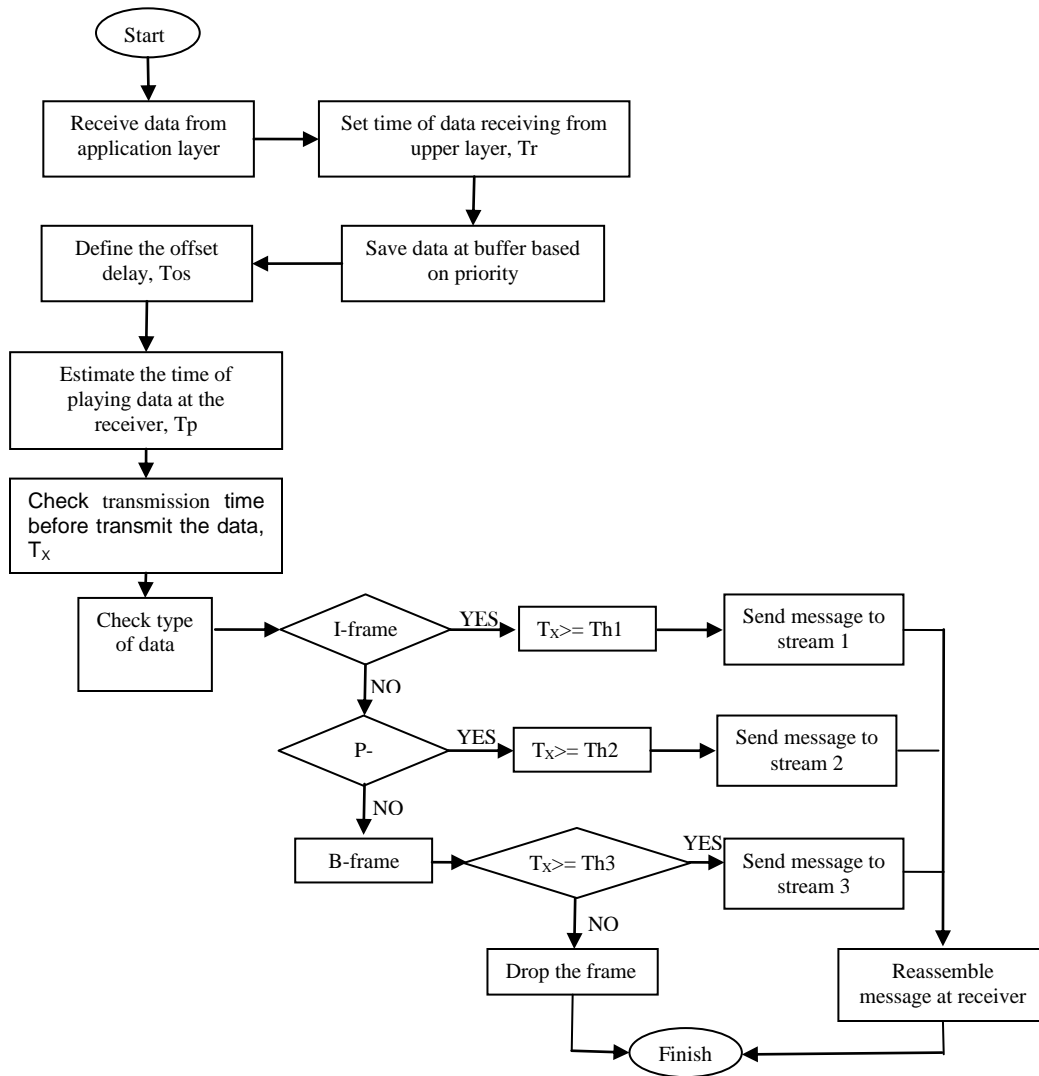 Start
Receive data from
application layer
Set time of data receiving from
upper layer, Tr
Define the offset
delay, Tos
Save data at buffer based
on priority
Estimate the time of
playing data at the
receiver, Tp
Check transmission time
before transmit the data,
TX
Check type
of data
I-frame
YES
TX>= Th1
Send message to
stream 1
NO
P-
YES
TX>= Th2
Send message to
stream 2
NO
B-frame
TX>= Th3
YES
Send message to
stream 3
NO
Drop the frame
Reassemble
message at receiver
Finish